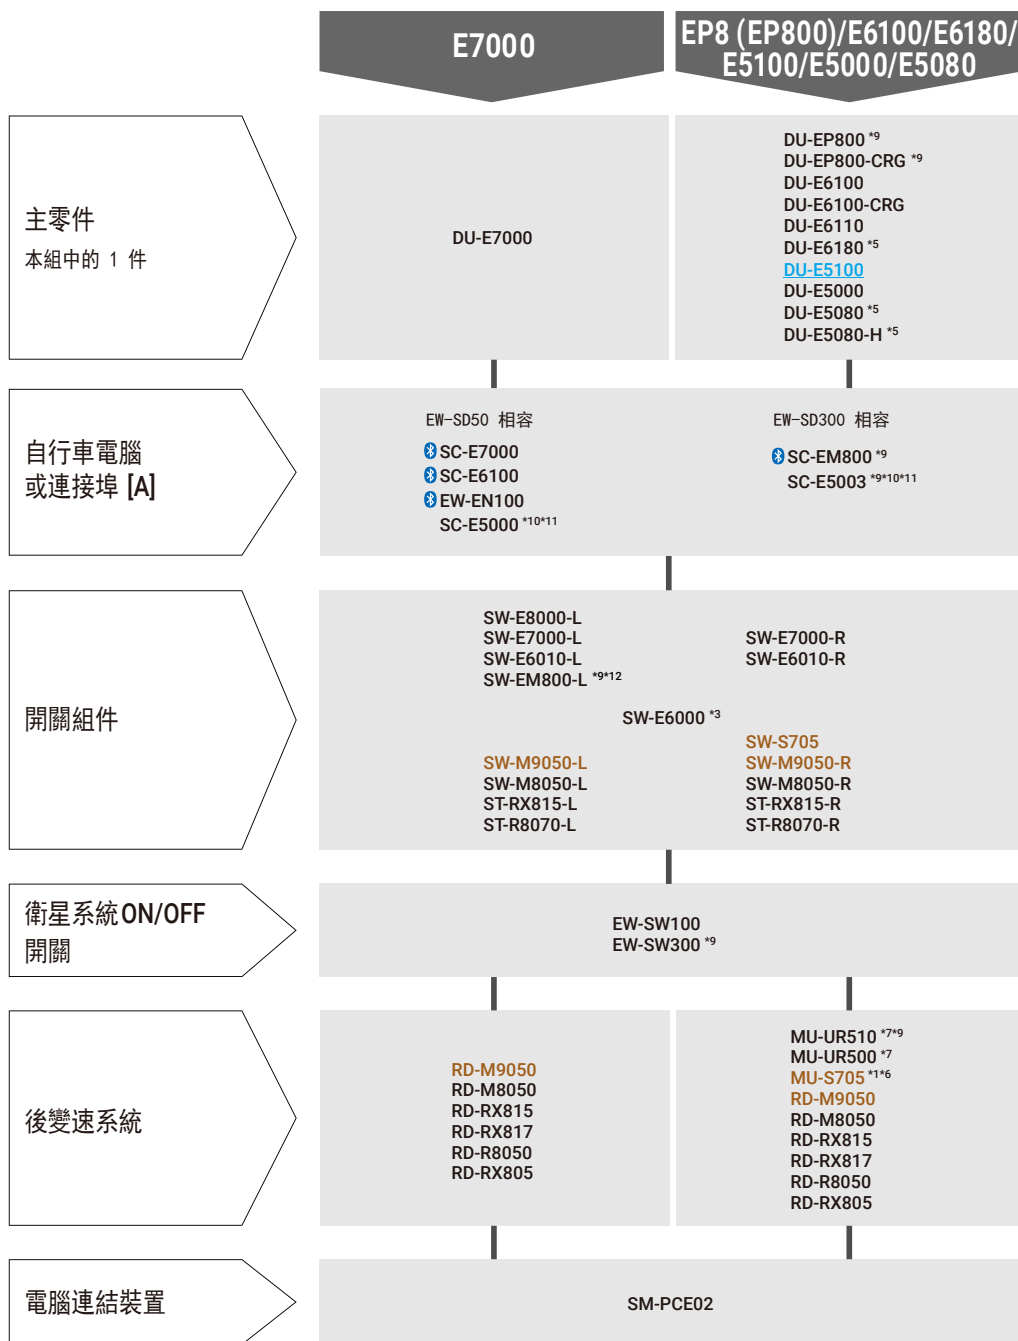 E7000
EP8 (EP800)/E6100/E6180/
E5100/E5000/E5080
主零件
本組中的 1 件
DU-E7000
DU-EP800 *9
DU-EP800-CRG *9
DU-E6100
DU-E6100-CRG
DU-E6110
DU-E6180 *5
DU-E5100
DU-E5000
DU-E5080 *5
DU-E5080-H *5
自行車電腦
或連接埠 [A]
EW-SD50 相容
SC-E7000
SC-E6100
EW-EN100
SC-E5000 *10*11
EW-SD300 相容
SC-EM800 *9
SC-E5003 *9*10*11
開關組件
SW-E8000-L
SW-E7000-L
SW-E6010-L
SW-EM800-L *9*12
SW-E7000-R
SW-E6010-R
SW-E6000 *3
SW-M9050-L
SW-M8050-L
ST-RX815-L
ST-R8070-L
SW-S705
SW-M9050-R
SW-M8050-R
ST-RX815-R
ST-R8070-R
衛星系統ON/OFF
開關
EW-SW100
EW-SW300 *9
後變速系統
RD-M9050
RD-M8050
RD-RX815
RD-RX817
RD-R8050
RD-RX805
MU-UR510 *7*9
MU-UR500 *7
MU-S705 *1*6
RD-M9050
RD-M8050
RD-RX815
RD-RX817
RD-R8050
RD-RX805
電腦連結裝置
SM-PCE02